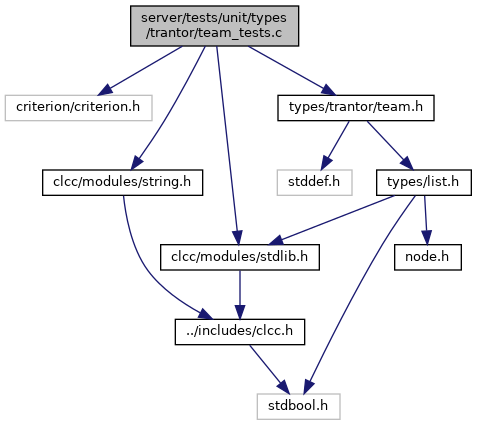 server/tests/unit/types
/trantor/team_tests.c
criterion/criterion.h
types/trantor/team.h
clcc/modules/string.h
stddef.h
types/list.h
clcc/modules/stdlib.h
node.h
../includes/clcc.h
stdbool.h